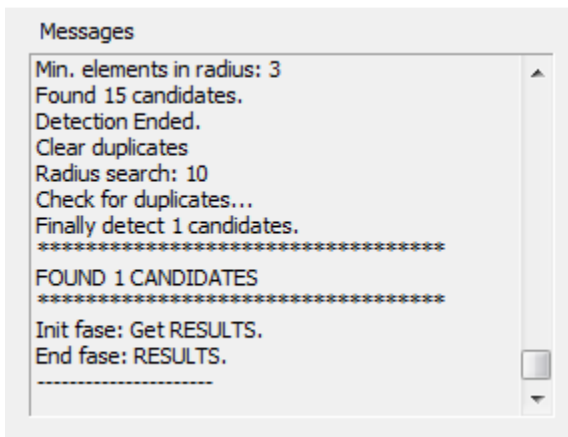 Messages
Min. elements in radius: 3
Found 15 candidates.
Detection Ended.
Clear duplicates
Radius search: 10
Check for duplicates...
Finally detect 1 candidates.
**********************************
FOUND 1 CANDIDATES
**********************************
Init fase: Get RESULTS.
End fase: RESULTS.
----------------------